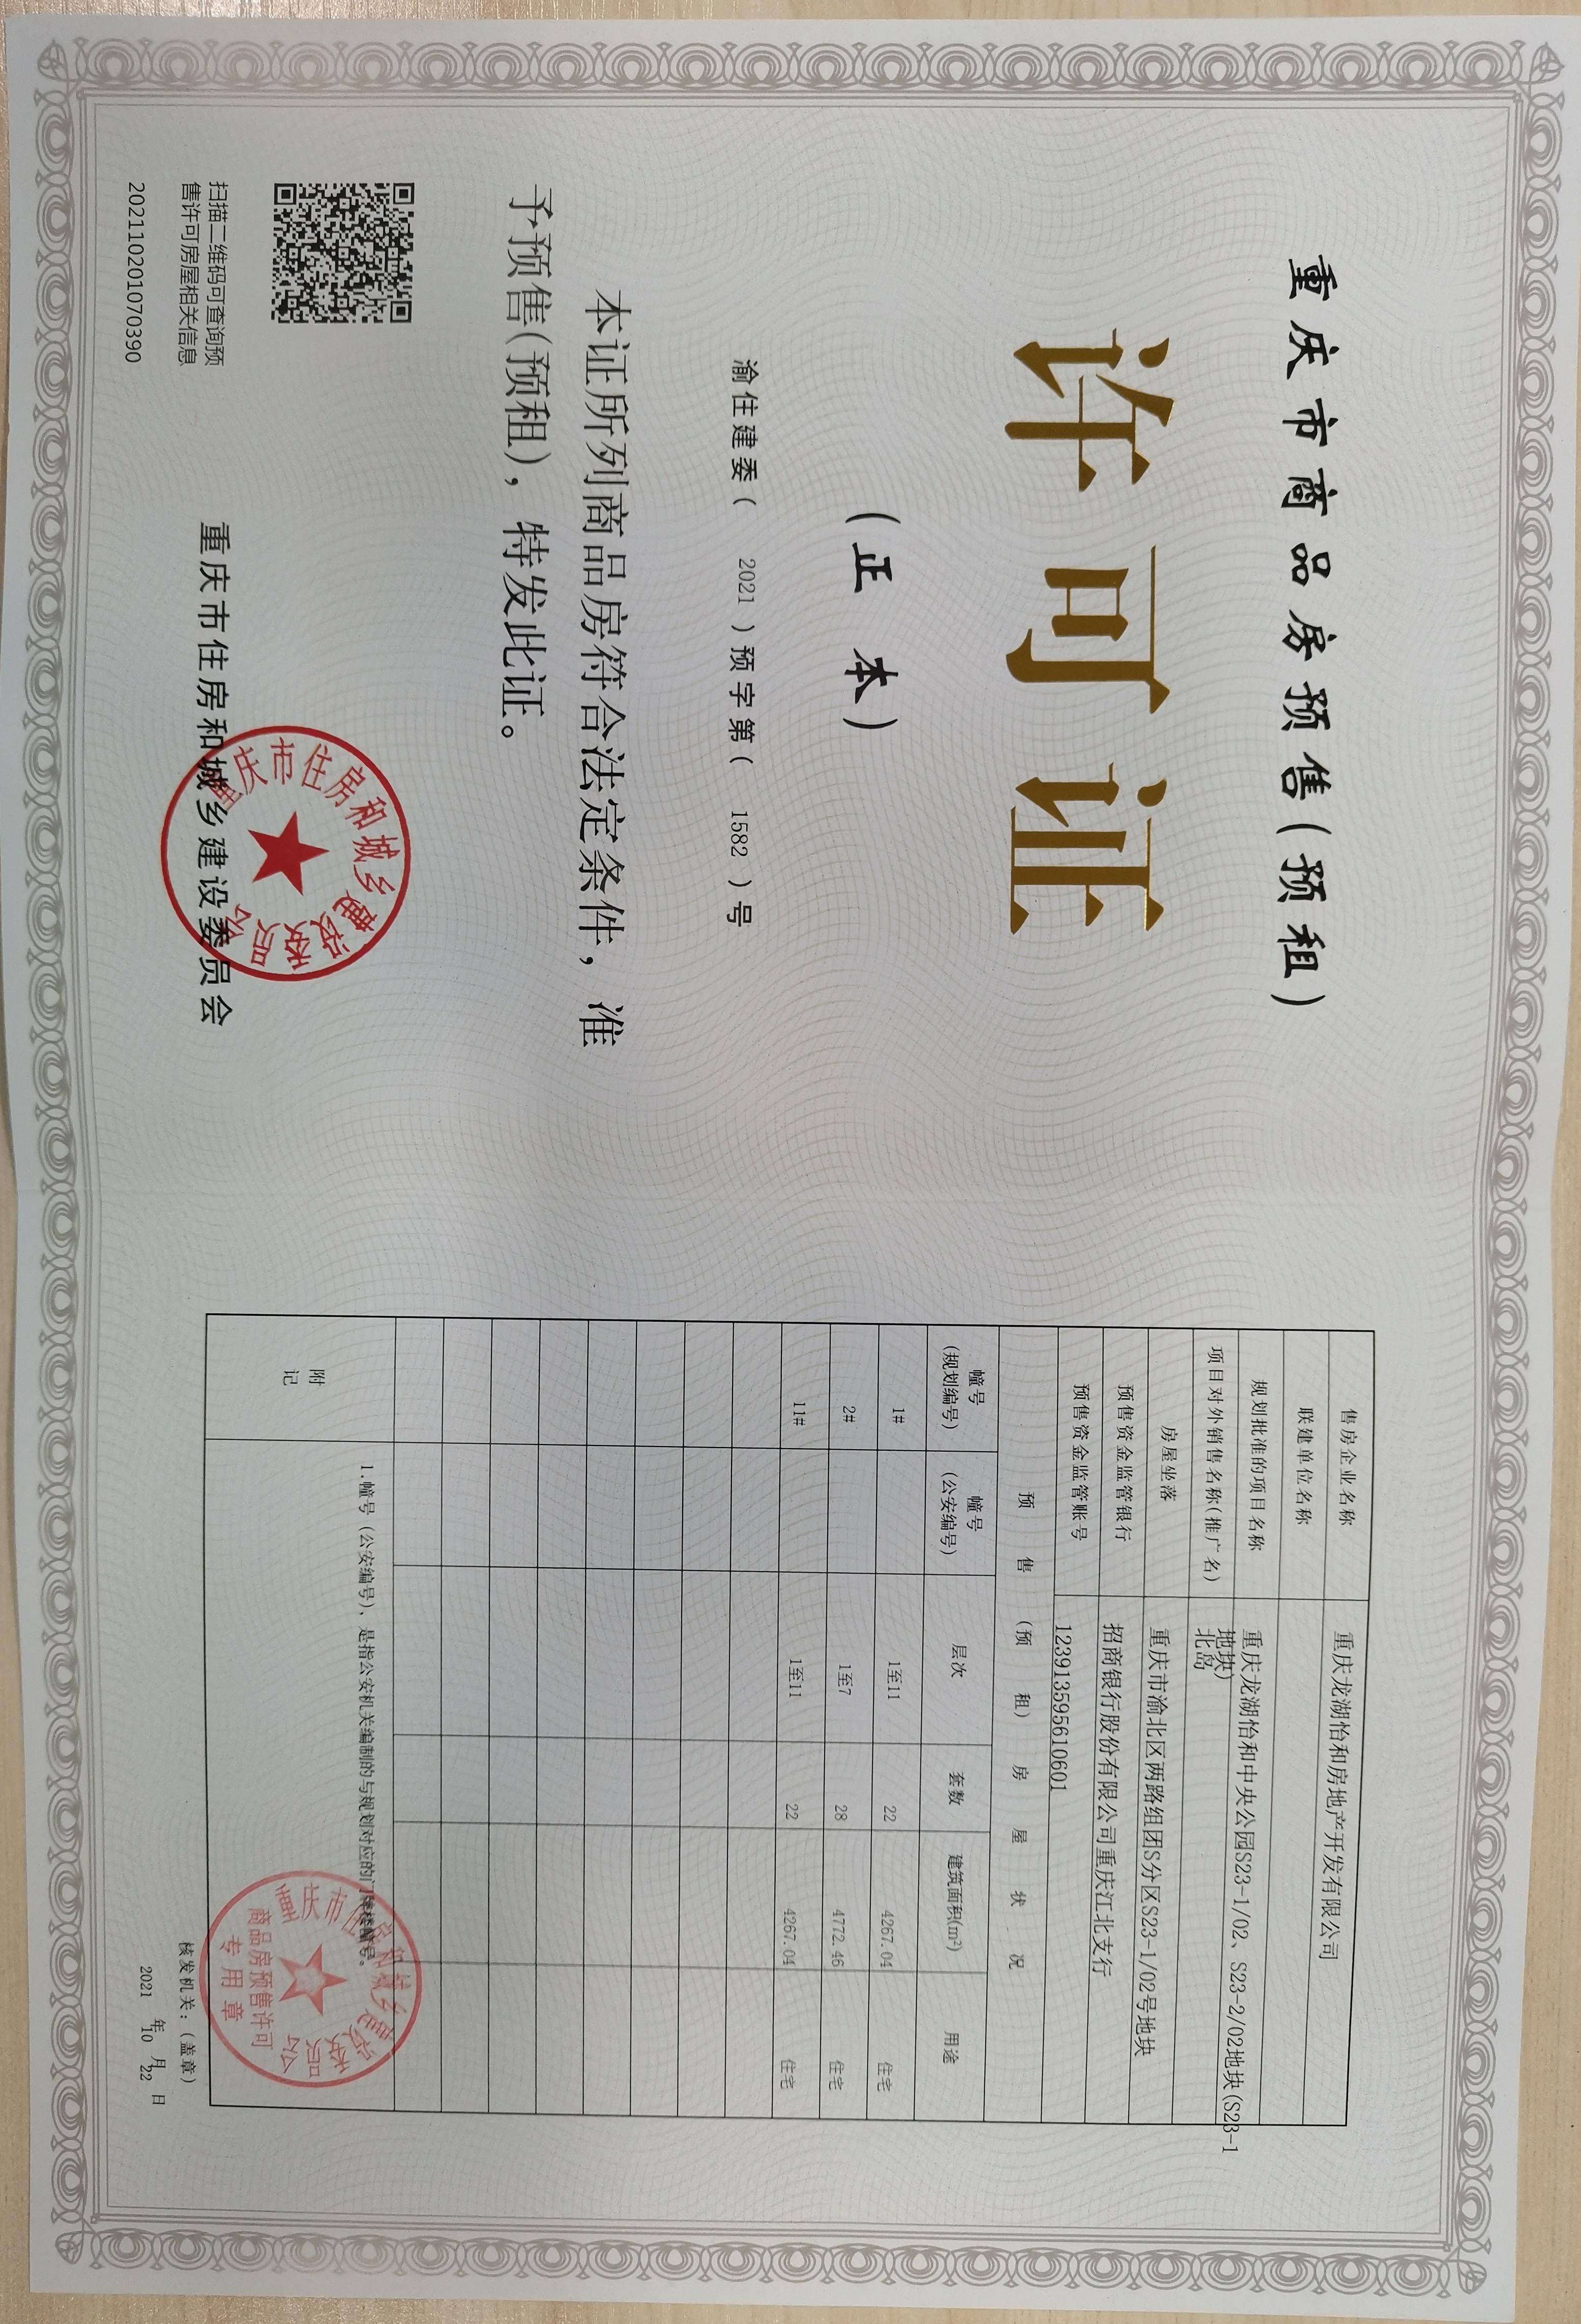 重庆市商品房预售(预租)
许可证
(正本)
渝住建委( 2021 )预字第( 1582 )号
本证所列商品房符合法定条件，准
予预售(预租)，特发此证。
扫描二维码可查询预
售许可房屋相关信息
20211020107​0390
重庆市住房和城乡建设委员会
重庆市住房和城乡建设委员会
售房企业名称 重庆龙湖怡和房地产开发有限公司
联建单位名称
规划批准的项目名称 重庆龙湖怡和中央公园S23-1/02、S23-2/02地块(S23-1
地块)
项目对外销售名称(推广名) 北岛
房屋坐落 重庆市渝北区两路组团S分区S23-1/02号地块
预售资金监管银行 招商银行股份有限公司重庆江北支行
预售资金监管账号 123913595610601
预售(预租)房屋状况
幢号 幢号 层次 套数 建筑面积(m²) 用途
(规划编号) (公安编号)
1# 1至11 22 4267.04 住宅
2# 1至7 28 4772.46 住宅
11# 1至11 22 4267.04 住宅
附
记
1.幢号（公安编号），是指公安机关编制的与规划对应的门牌楼幢号。
重庆市住房和城乡建设委员会
商品房预售许可
专用章
核发机关：(盖章)
2021 年 10 月 22 日